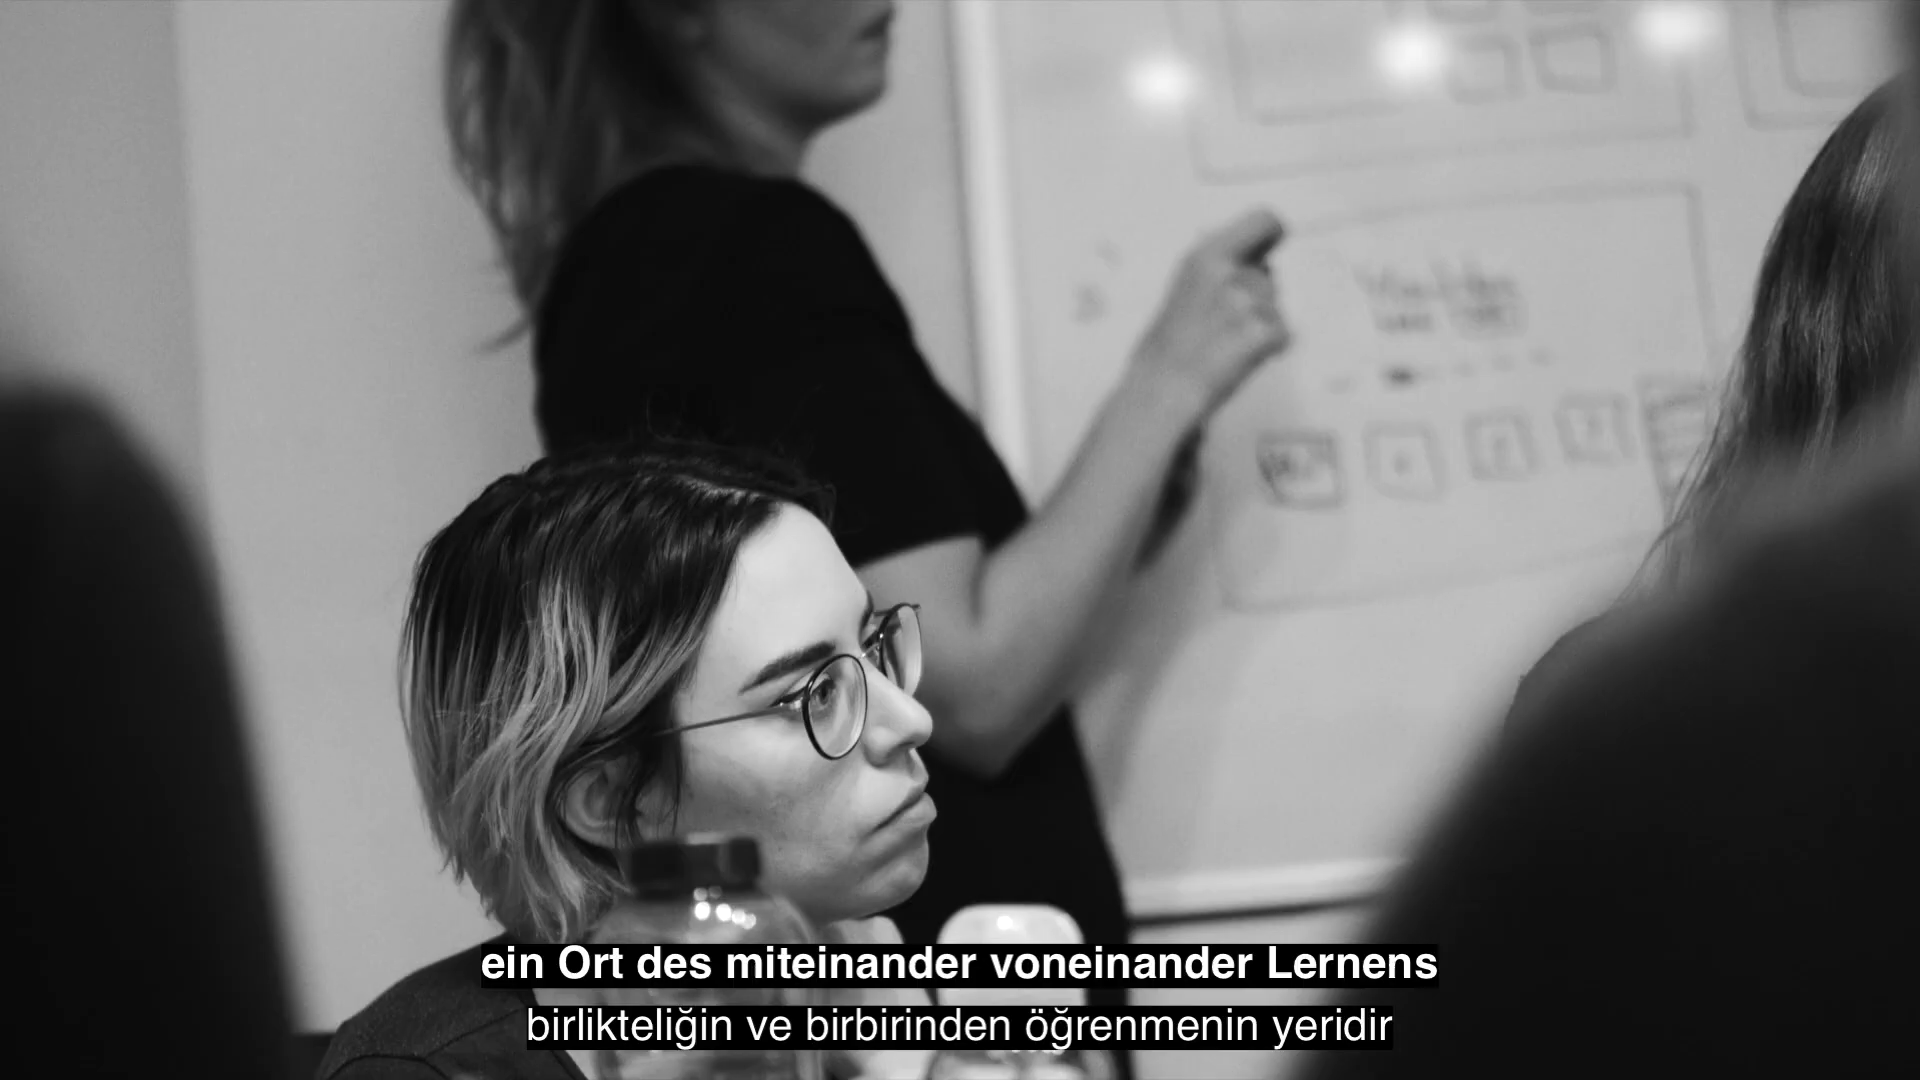 ein Ort des miteinander voneinander Lernens
birlikteliğin ve birbirinden öğrenmenin yeridir